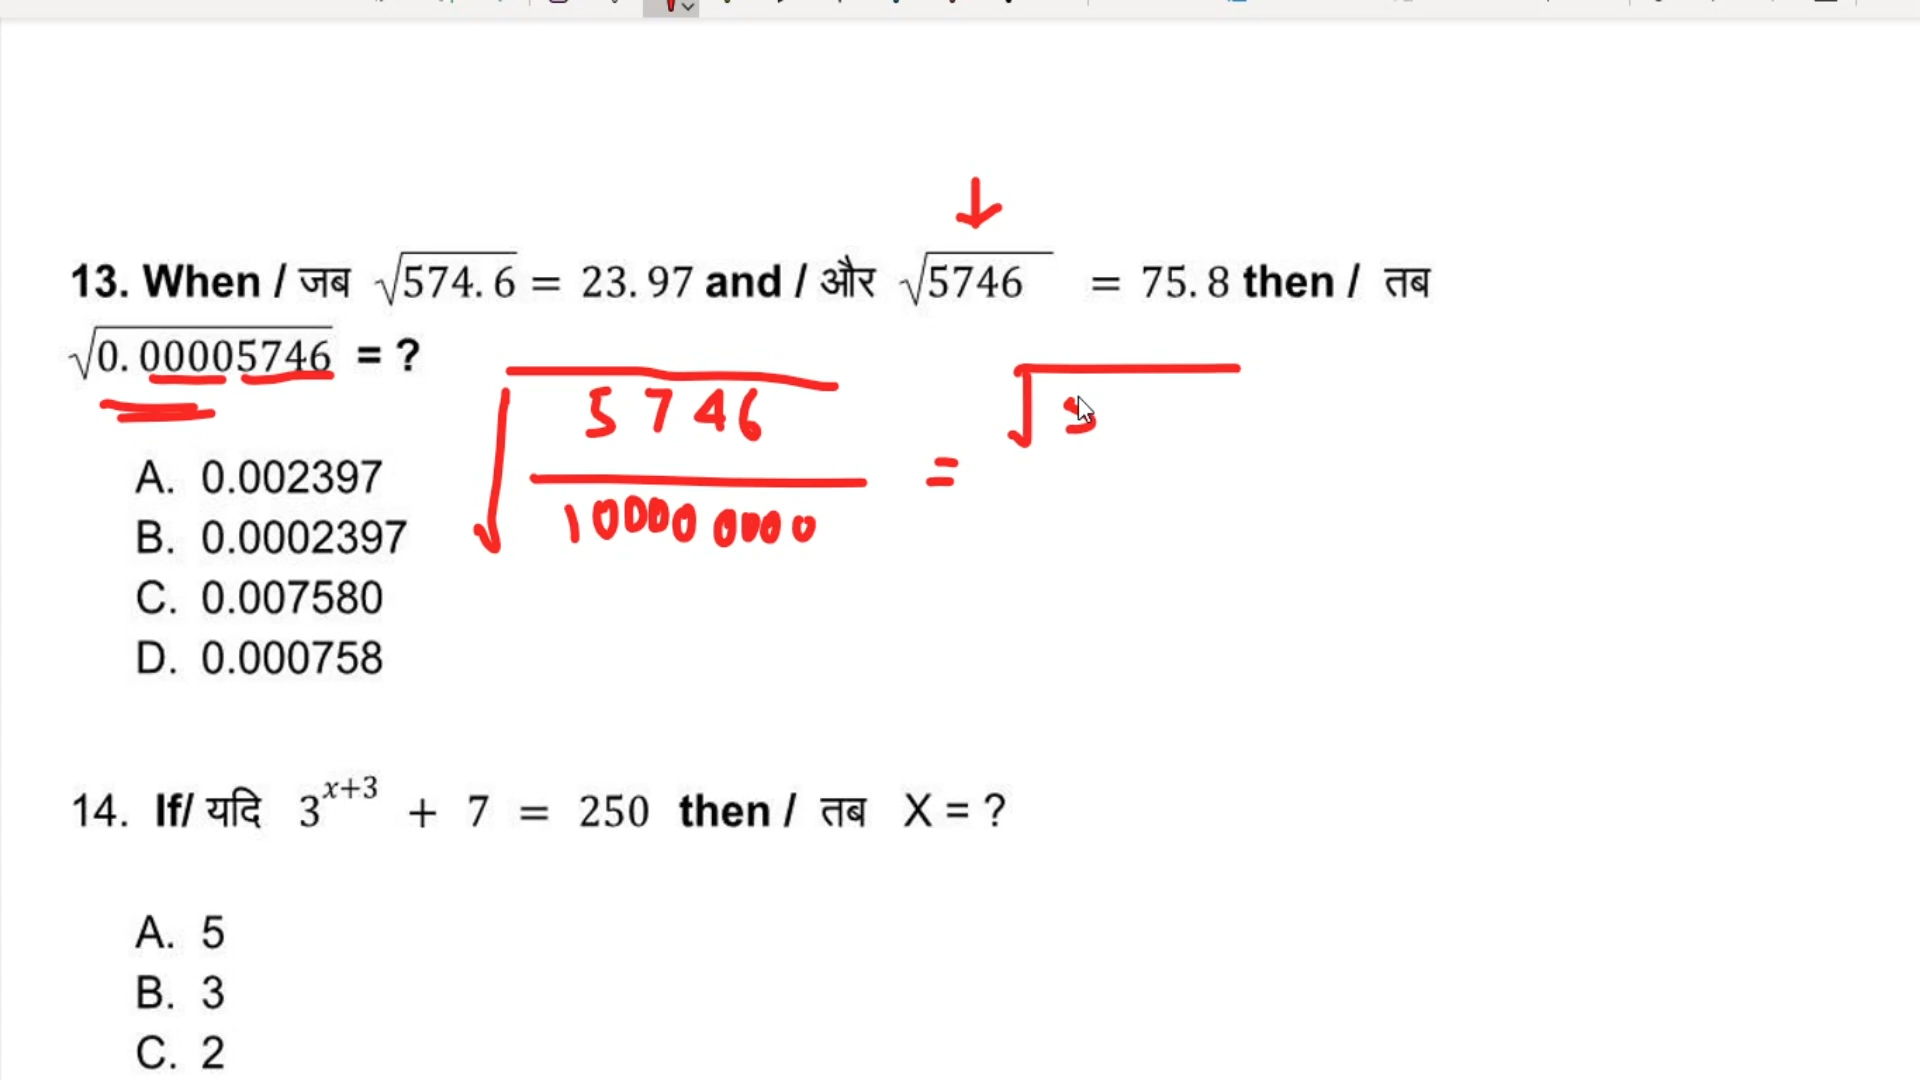 13. When / जब √574.6 = 23.97 and / और √5746 = 75.8 then / तब
√0.00005746 = ?
√5746
100000000
= √5
A. 0.002397
B. 0.0002397
C. 0.007580
D. 0.000758
14. If/ यदि 3^{x+3} + 7 = 250 then / तब X = ?
A. 5
B. 3
C. 2